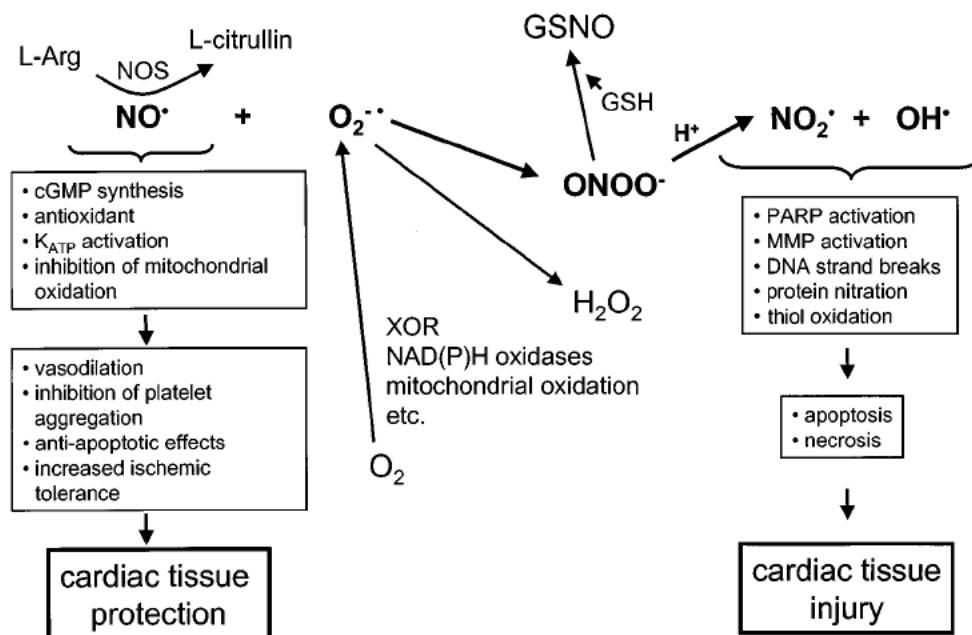 GSNO
L-Arg
L-citrullin
NOS
GSH
NO• + O₂⁻•
H⁺
NO₂• + OH•
ONOO⁻
• cGMP synthesis
• antioxidant
• K_ATP activation
• inhibition of mitochondrial
oxidation
• PARP activation
• MMP activation
• DNA strand breaks
• protein nitration
• thiol oxidation
H₂O₂
XOR
NAD(P)H oxidases
mitochondrial oxidation
etc.
O₂
• vasodilation
• inhibition of platelet
aggregation
• anti-apoptotic effects
• increased ischemic
tolerance
• apoptosis
• necrosis
cardiac tissue
protection
cardiac tissue
injury